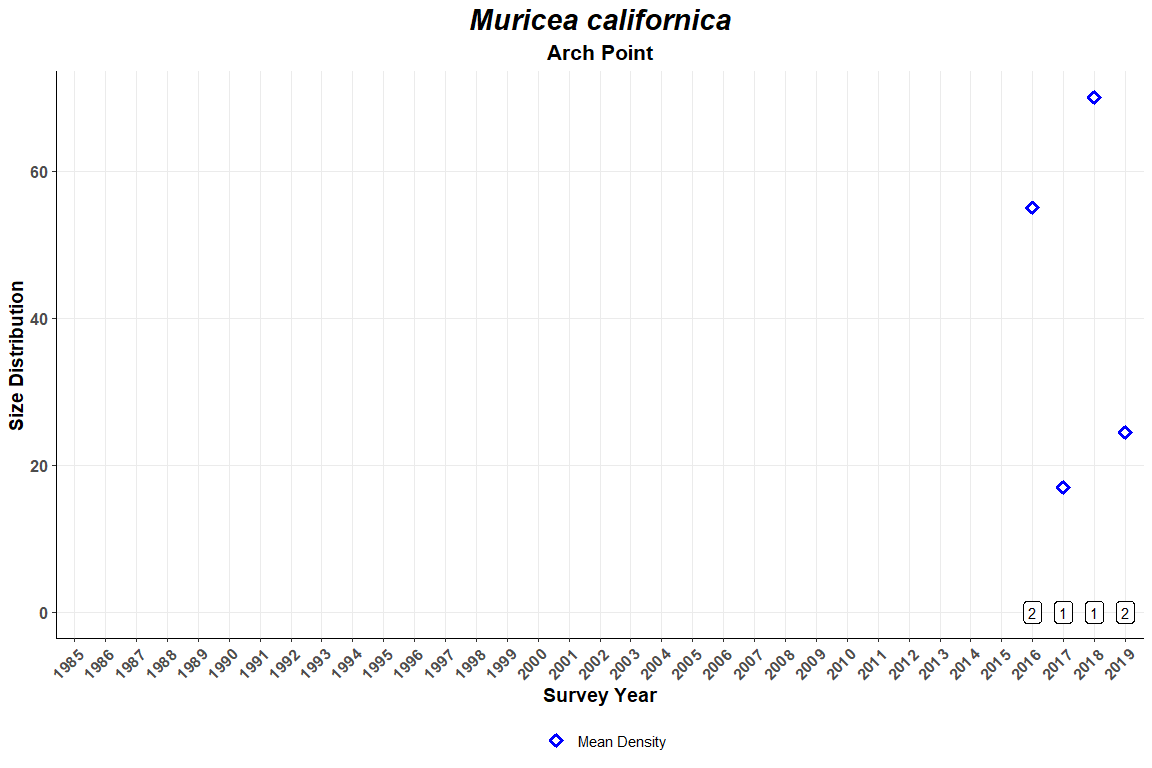 Muricea californica
Arch Point
Size Distribution
60
40
20
0
2 1 1 2
1985 1986 1987 1988 1989 1990 1991 1992 1993 1994 1995 1996 1997 1998 1999 2000 2001 2002 2003 2004 2005 2006 2007 2008 2009 2010 2011 2012 2013 2014 2015 2016 2017 2018 2019
Survey Year
Mean Density